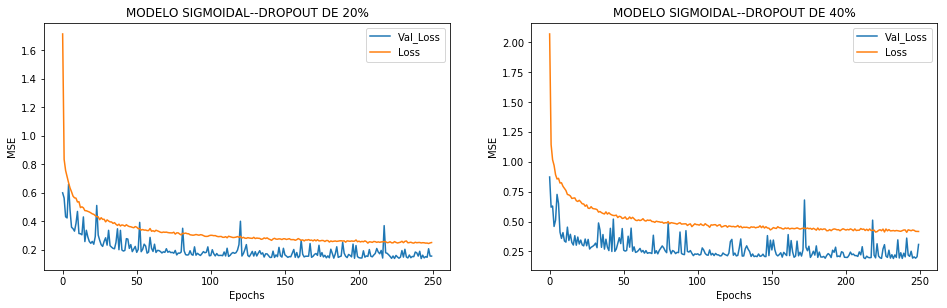 MODELO SIGMOIDAL--DROPOUT DE 20%
Val_Loss
Loss
MSE
1.6
1.4
1.2
1.0
0.8
0.6
0.4
0.2
0 50 100 150 200 250
Epochs
MODELO SIGMOIDAL--DROPOUT DE 40%
Val_Loss
Loss
MSE
2.00
1.75
1.50
1.25
1.00
0.75
0.50
0.25
0 50 100 150 200 250
Epochs